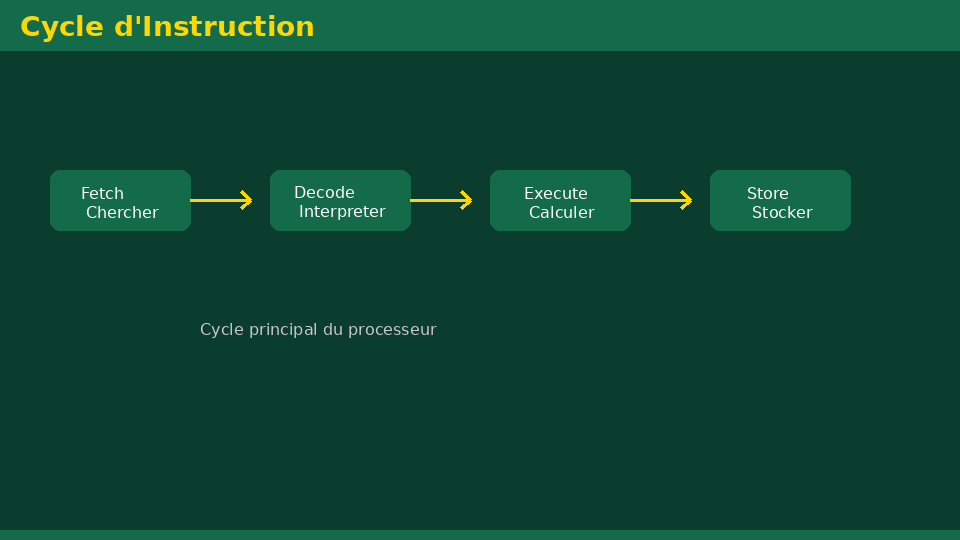 Cycle d'Instruction
Fetch
Chercher
Decode
Interpreter
Execute
Calculer
Store
Stocker
Cycle principal du processeur